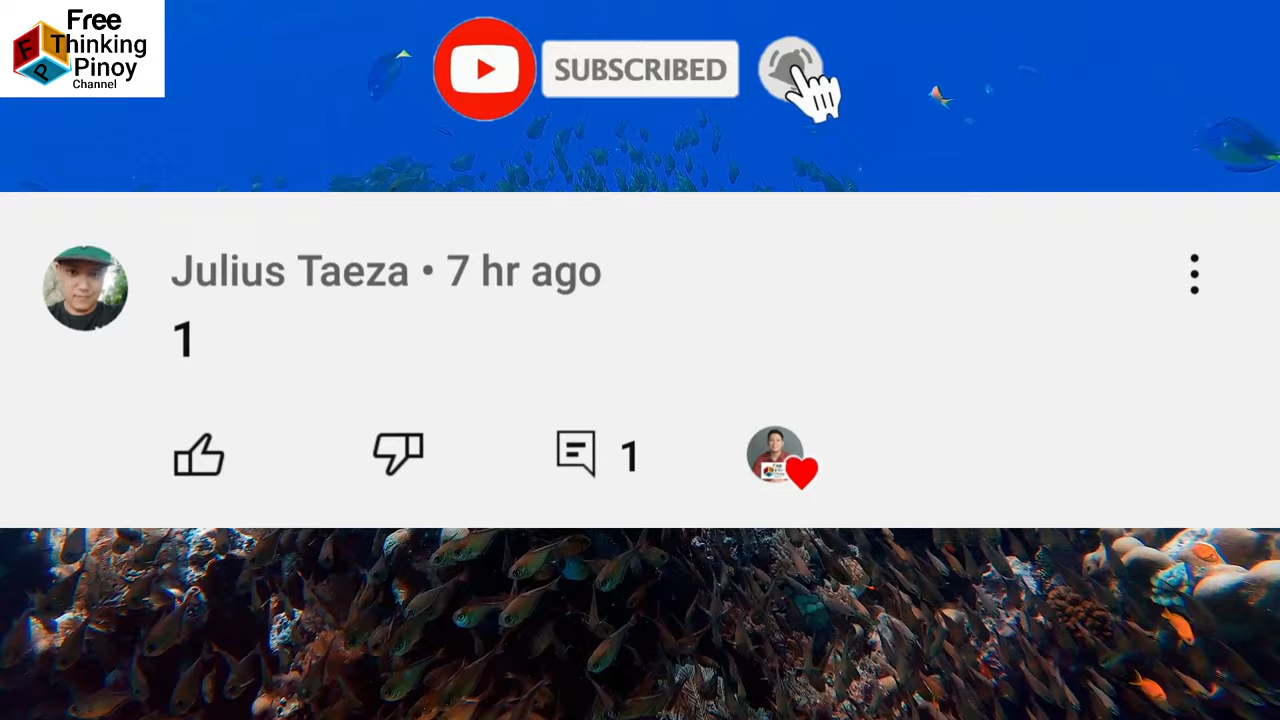 Free
Thinking
Pinoy
Channel
F
P
SUBSCRIBED
Julius Taeza • 7 hr ago
1
1